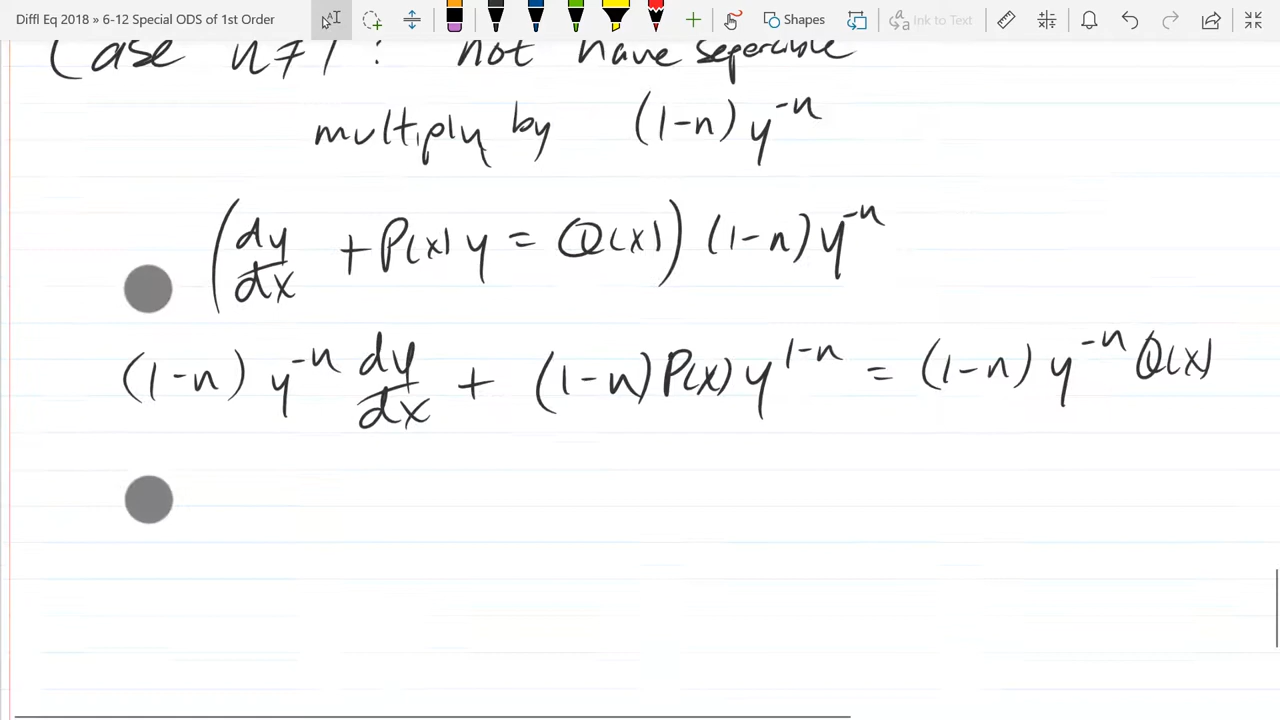 Diffl Eq 2018 » 6-12 Special ODS of 1st Order
Shapes
Ink to Text
Case n≠1 : not have
multiply by (1-n) y^{-n}
(dy/dx + P(x) y = Q(x)) (1-n) y^{-n}
(1-n) y^{-n} dy/dx + (1-n) P(x) y^{1-n} = (1-n) y^{-n} Q(x)